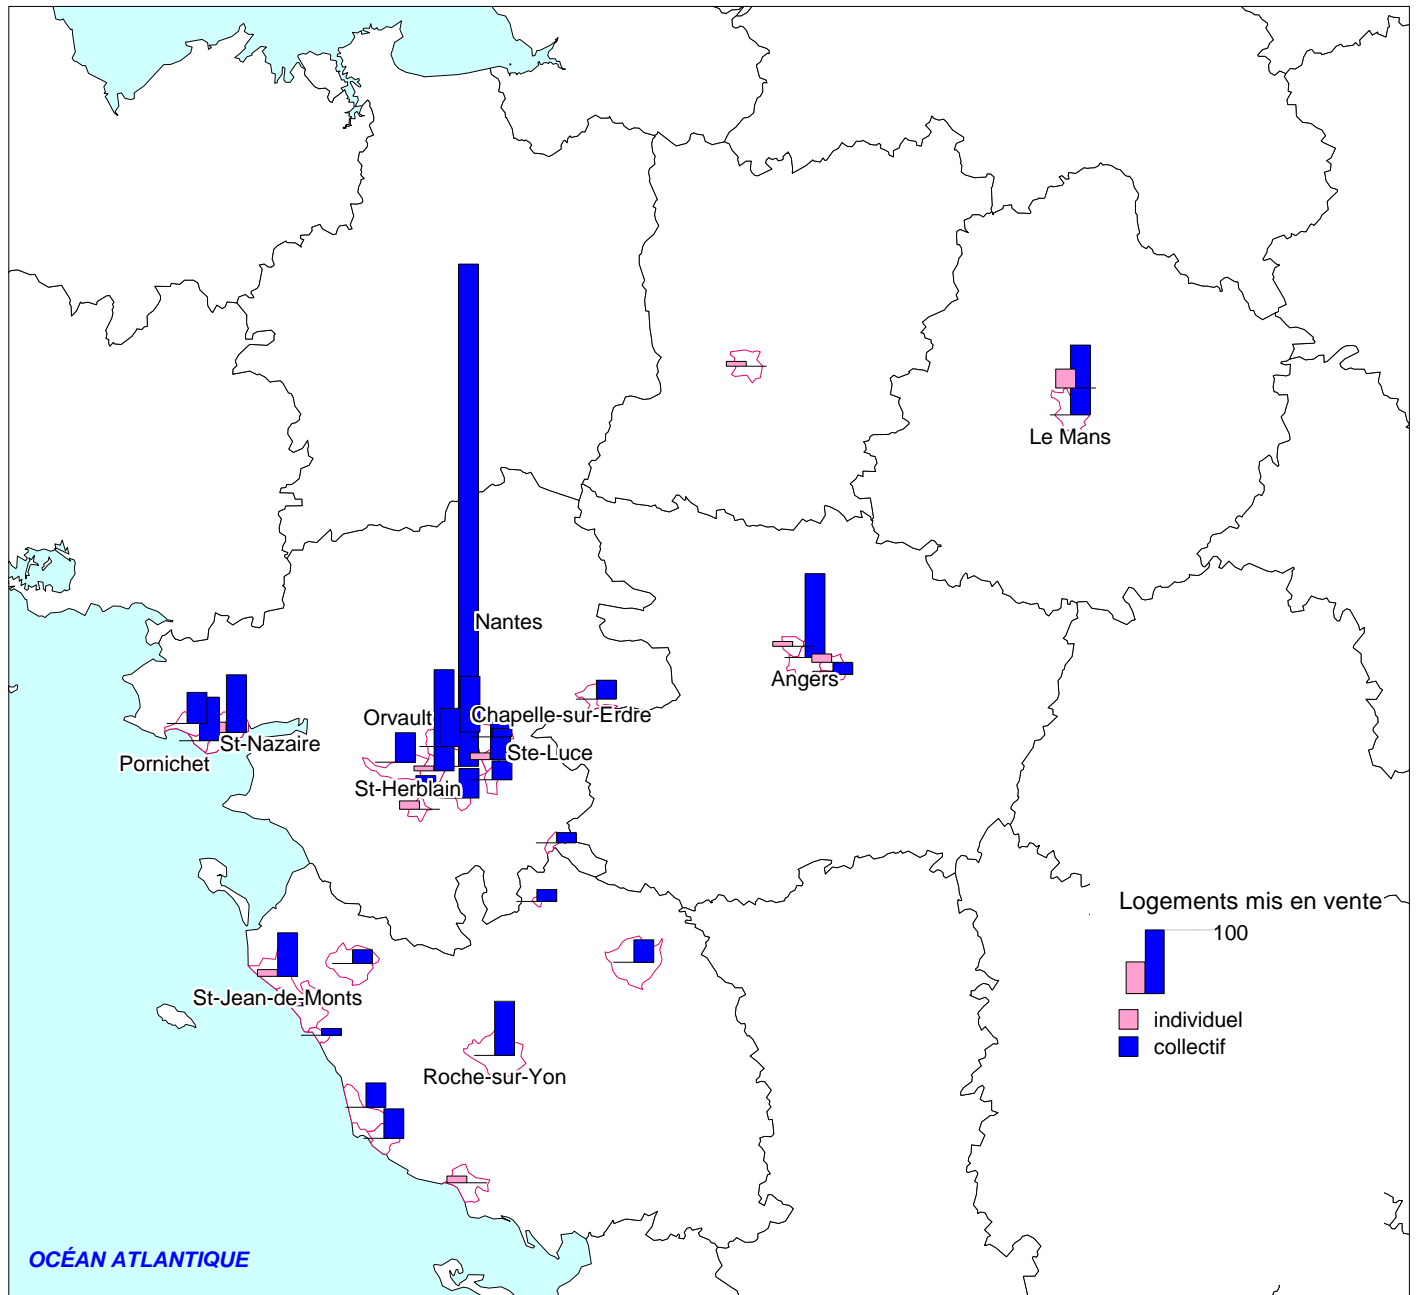 Le Mans
Nantes
Angers
Orvault
Chapelle-sur-Erdre
St-Nazaire
Ste-Luce
Pornichet
St-Herblain
Logements mis en vente
100
St-Jean-de-Monts
individuel
collectif
Roche-sur-Yon
OCÉAN ATLANTIQUE